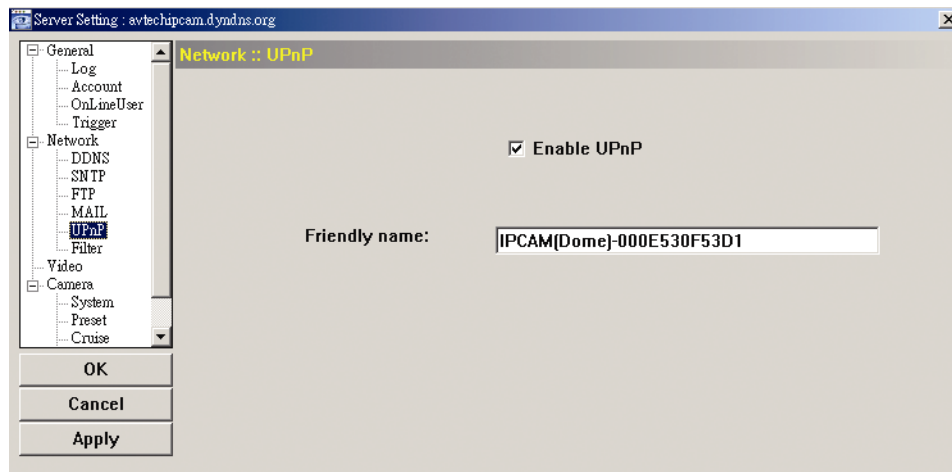 Server Setting : avtechipcam.dyndns.org
General
Log
Account
OnLineUser
Trigger
Network
DDNS
SNTP
FTP
MAIL
UPnP
Filter
Video
Camera
System
Preset
Cruise
OK
Cancel
Apply
Network :: UPnP
Enable UPnP
Friendly name:
IPCAM(Dome)-000E530F53D1